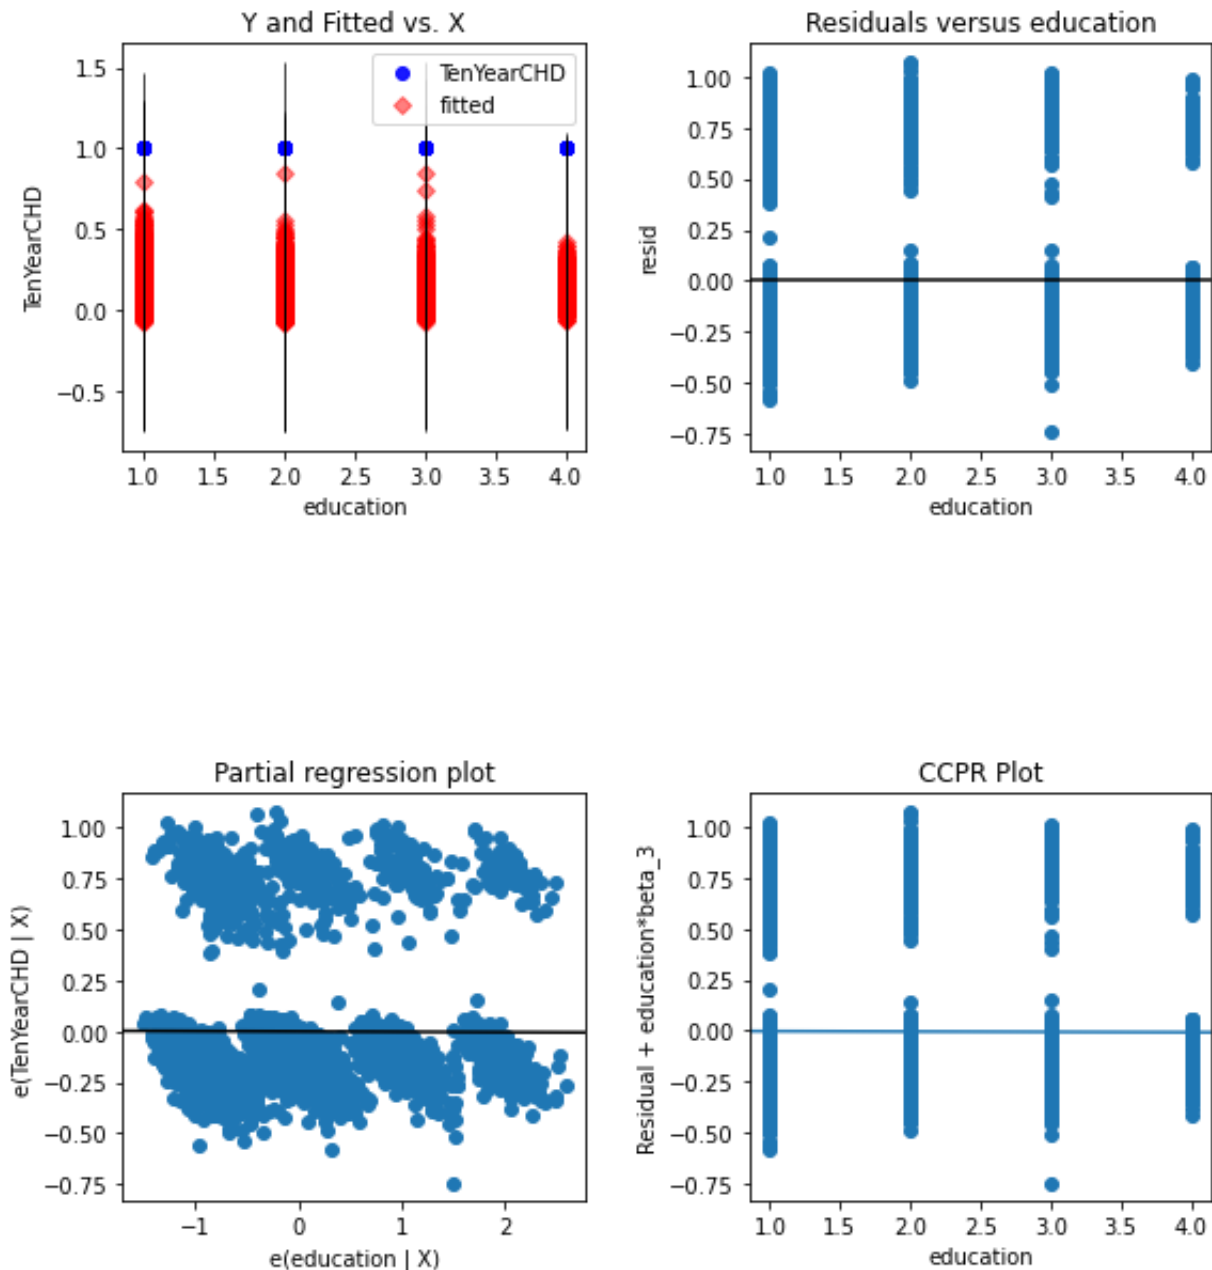 Y and Fitted vs. X
TenYearCHD
1.5
1.0
0.5
0.0
−0.5
TenYearCHD
fitted
1.0 1.5 2.0 2.5 3.0 3.5 4.0
education
Residuals versus education
resid
1.00
0.75
0.50
0.25
0.00
−0.25
−0.50
−0.75
1.0 1.5 2.0 2.5 3.0 3.5 4.0
education
Partial regression plot
e(TenYearCHD | X)
1.00
0.75
0.50
0.25
0.00
−0.25
−0.50
−0.75
−1 0 1 2
e(education | X)
CCPR Plot
Residual + education*beta_3
1.00
0.75
0.50
0.25
0.00
−0.25
−0.50
−0.75
1.0 1.5 2.0 2.5 3.0 3.5 4.0
education